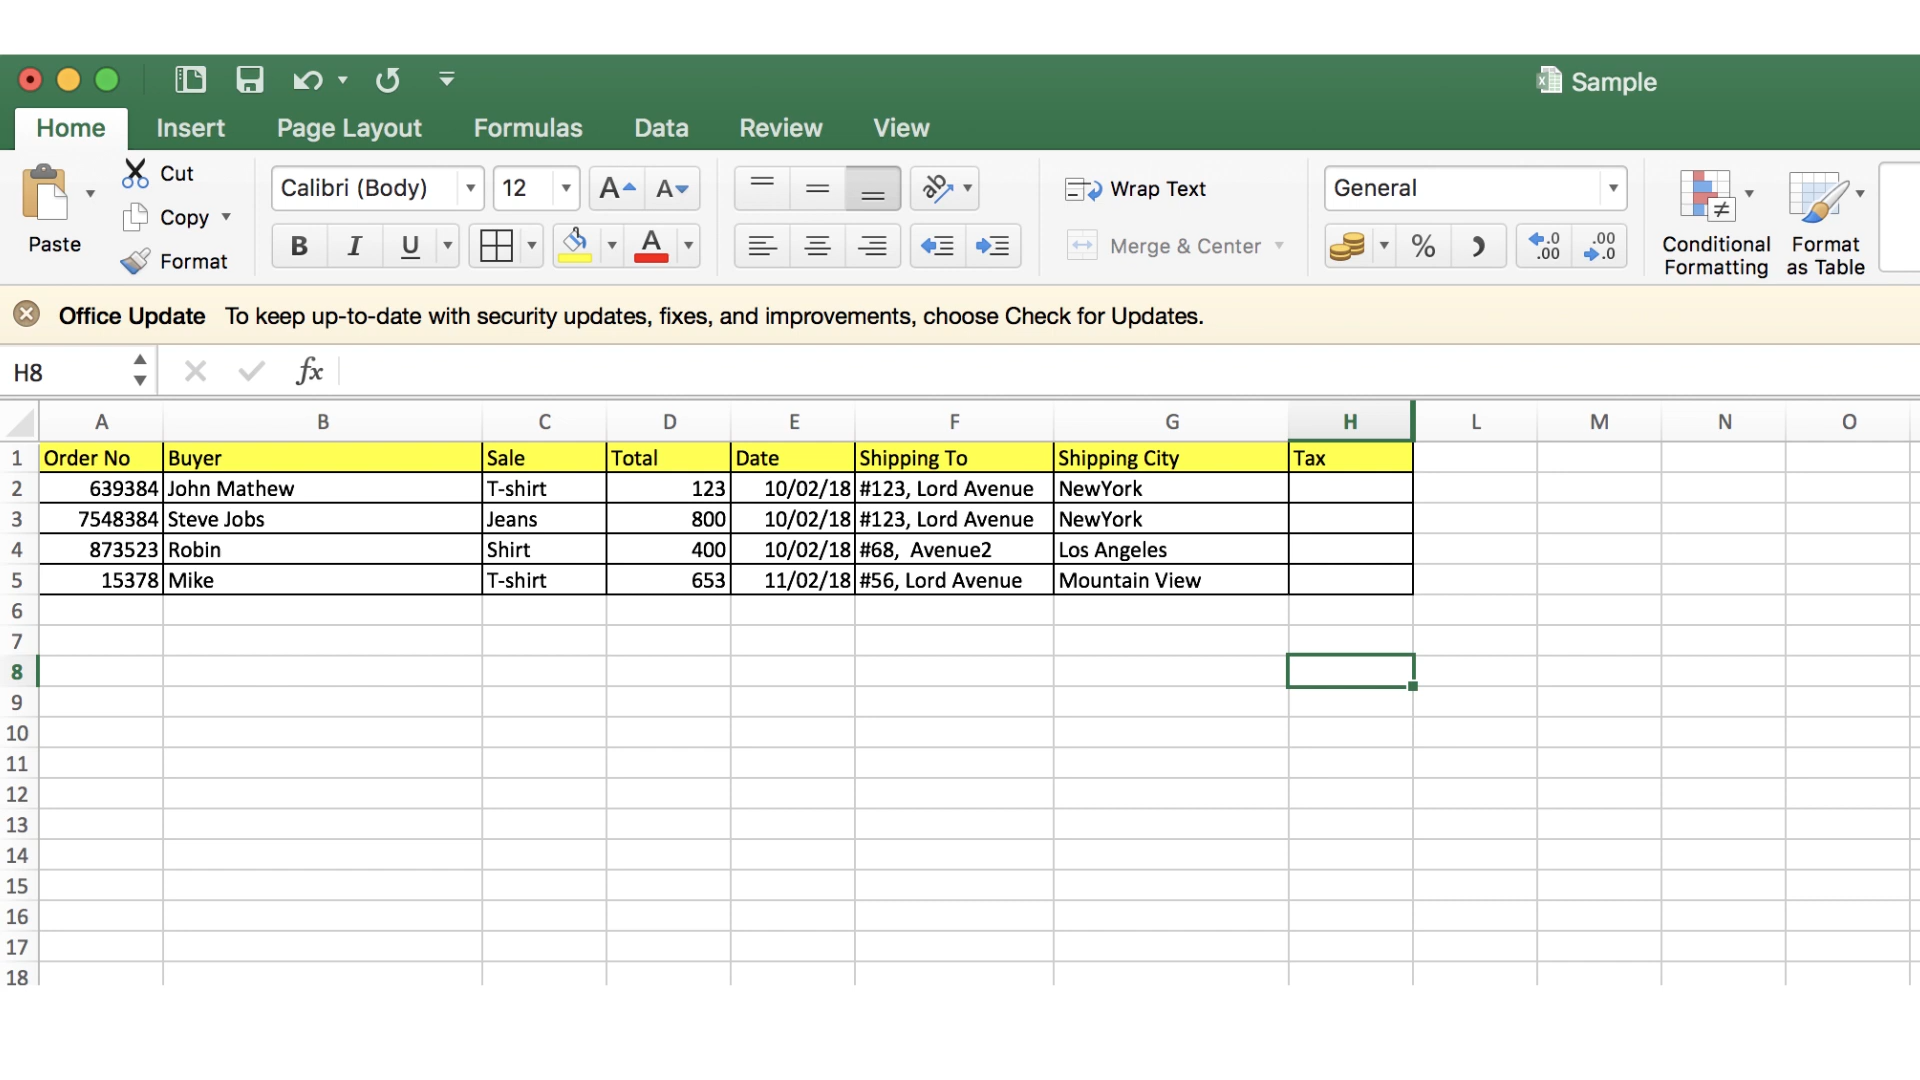 Sample
Home Insert Page Layout Formulas Data Review View
Paste
Cut
Copy
Format
Calibri (Body) 12 A A
B I U A
ab
Wrap Text
Merge & Center
General
% .0 .00 .00 .0
Conditional Formatting
Format as Table
Office Update To keep up-to-date with security updates, fixes, and improvements, choose Check for Updates.
H8 fx
A B C D E F G H L M N O
1 Order No Buyer Sale Total Date Shipping To Shipping City Tax
2 639384 John Mathew T-shirt 123 10/02/18 #123, Lord Avenue NewYork
3 7548384 Steve Jobs Jeans 800 10/02/18 #123, Lord Avenue NewYork
4 873523 Robin Shirt 400 10/02/18 #68, Avenue2 Los Angeles
5 15378 Mike T-shirt 653 11/02/18 #56, Lord Avenue Mountain View
6
7
8
9
10
11
12
13
14
15
16
17
18